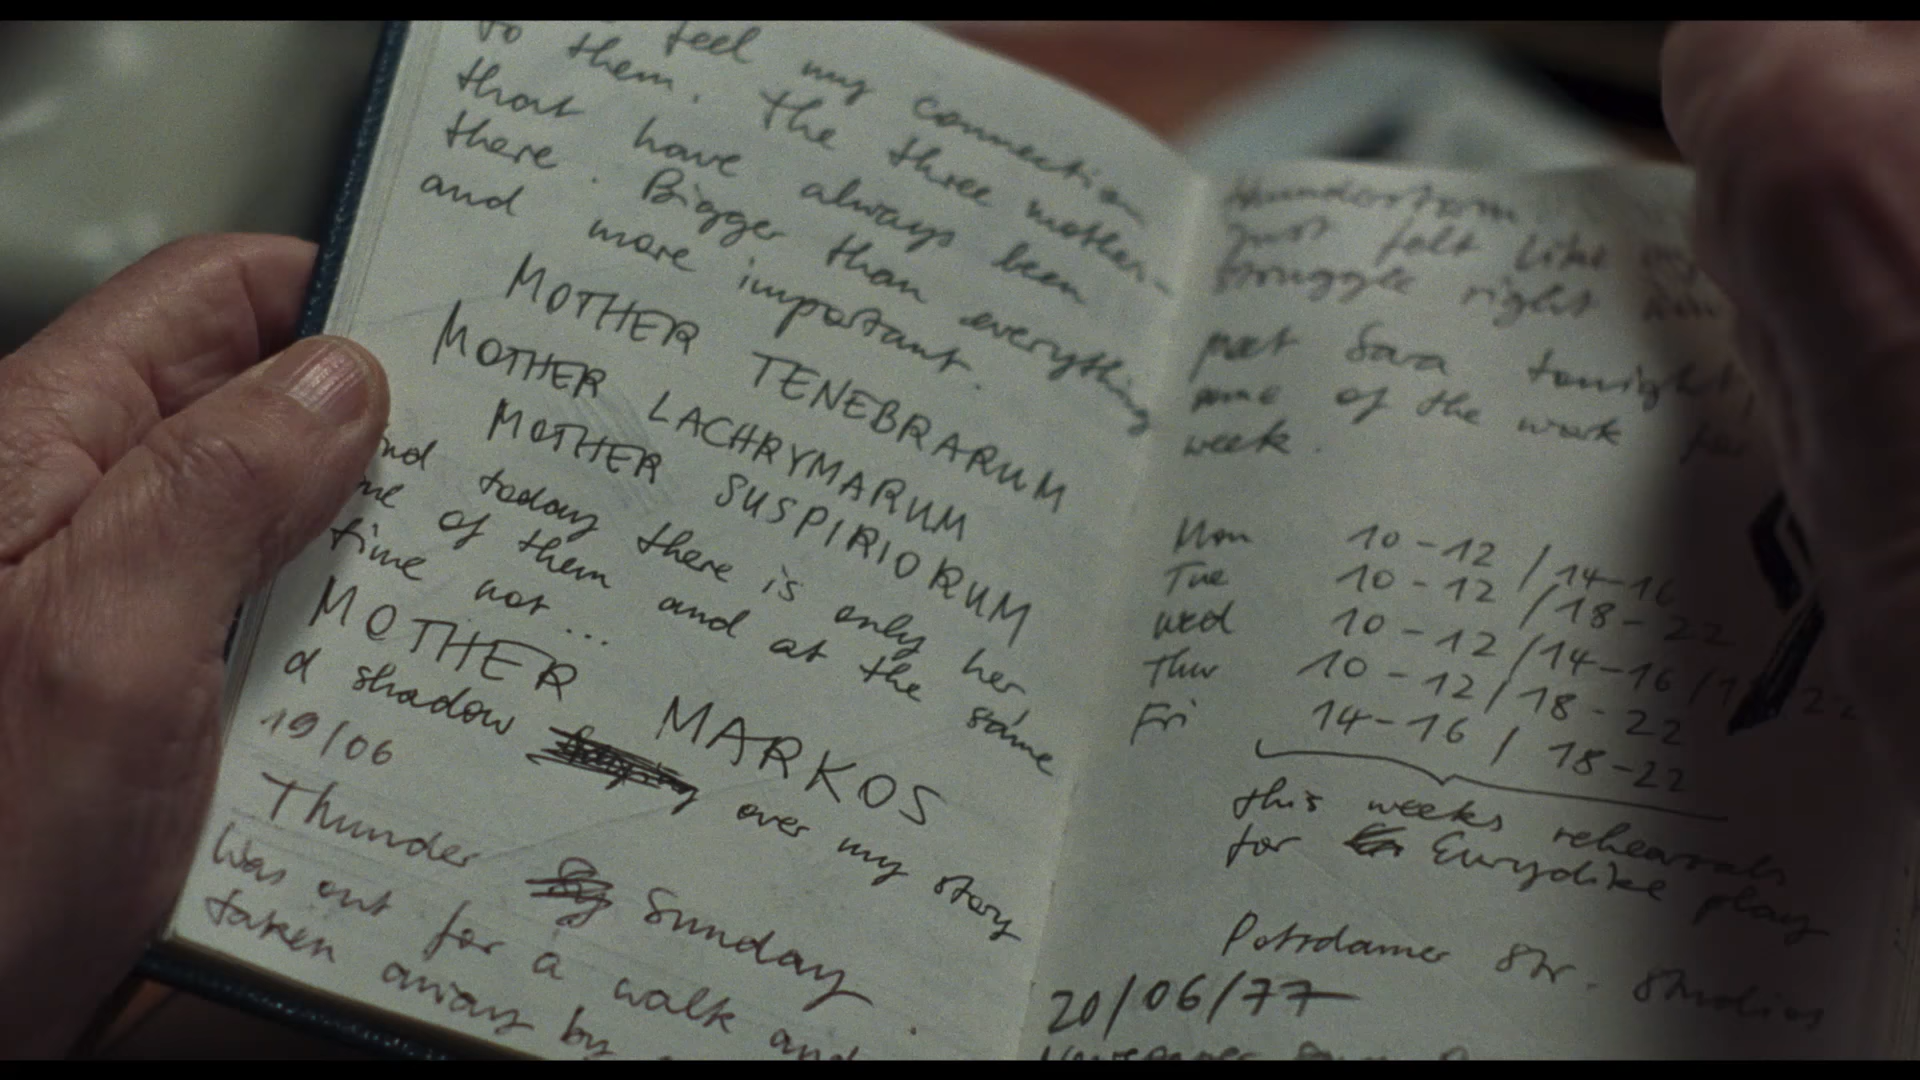 feel my connection
to them. The three mother-
that have always been
there. Bigger than everything
and more important.
MOTHER TENEBRARUM
MOTHER LACHRYMARUM
MOTHER SUSPIRIORUM
and today there is only her
of them and at the same
time not...
MOTHER MARKOS
a shadow over my story
19/06
Thunder Sunday.
Was out for a walk and
taken away by
thunderstorm
just felt like my
struggle right
met Sara tonight
some of the work for
week.
Mon 10-12 / 14-16
Tue 10-12 / 18-22
Wed 10-12 / 14-16 /
Thur 10-12 / 18-22
Fri 14-16 / 18-22
this weeks rehearsals
for Eurydike play
Potsdamer Str. Studios
20/06/77